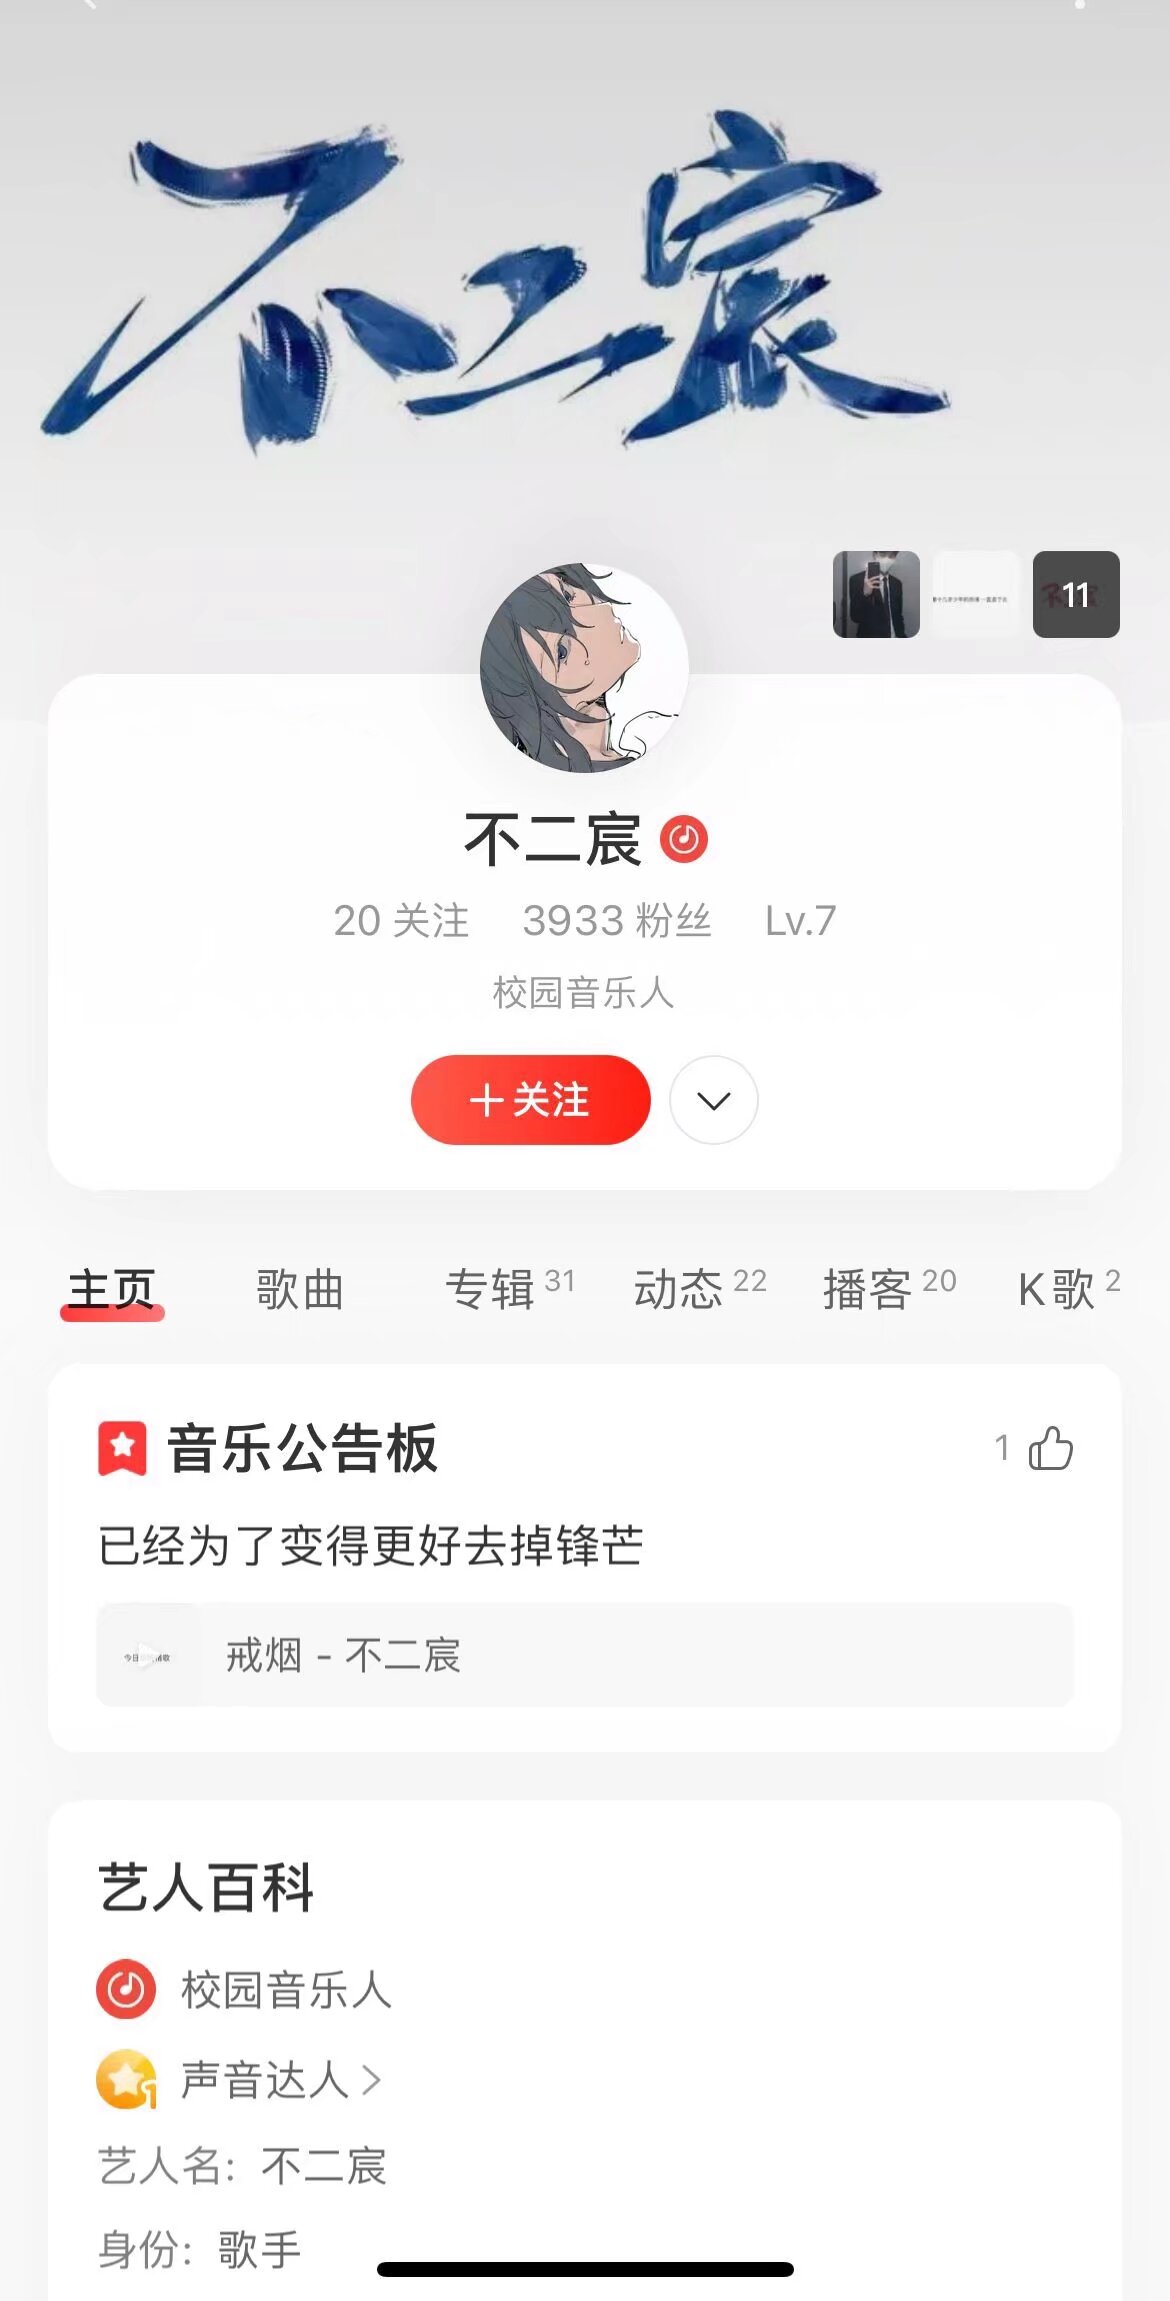 不二宸
11
不二宸
20 关注 3933 粉丝 Lv.7
校园音乐人
+关注
主页 歌曲 专辑 31 动态 22 播客 20 K歌 2
音乐公告板 1
已经为了变得更好去掉锋芒
戒烟 - 不二宸
艺人百科
校园音乐人
声音达人
艺人名: 不二宸
身份: 歌手